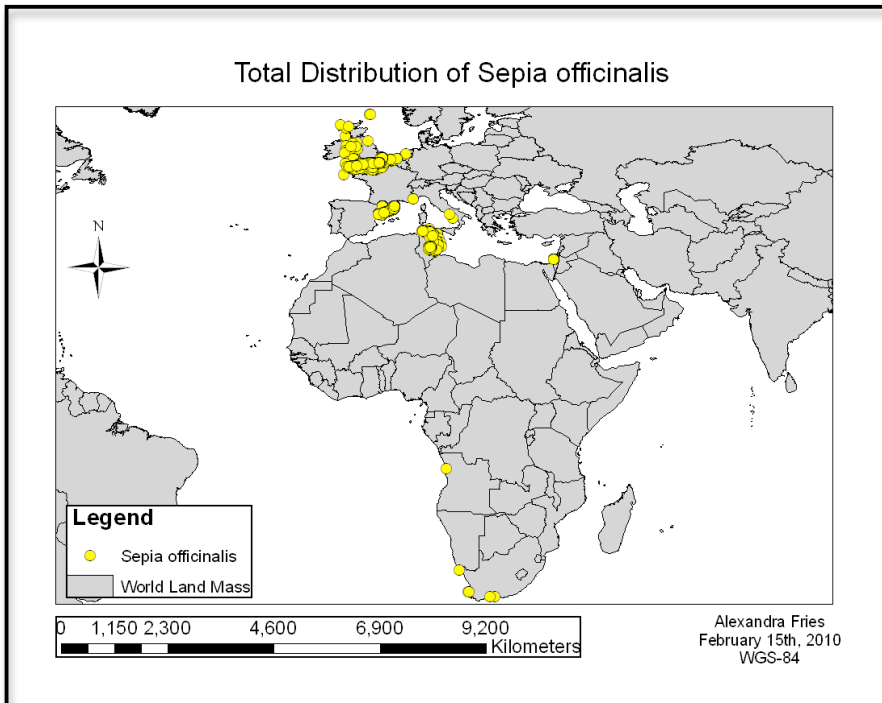 Total Distribution of Sepia officinalis
N
Legend
Sepia officinalis
World Land Mass
0 1,150 2,300 4,600 6,900 9,200
Kilometers
Alexandra Fries
February 15th, 2010
WGS-84